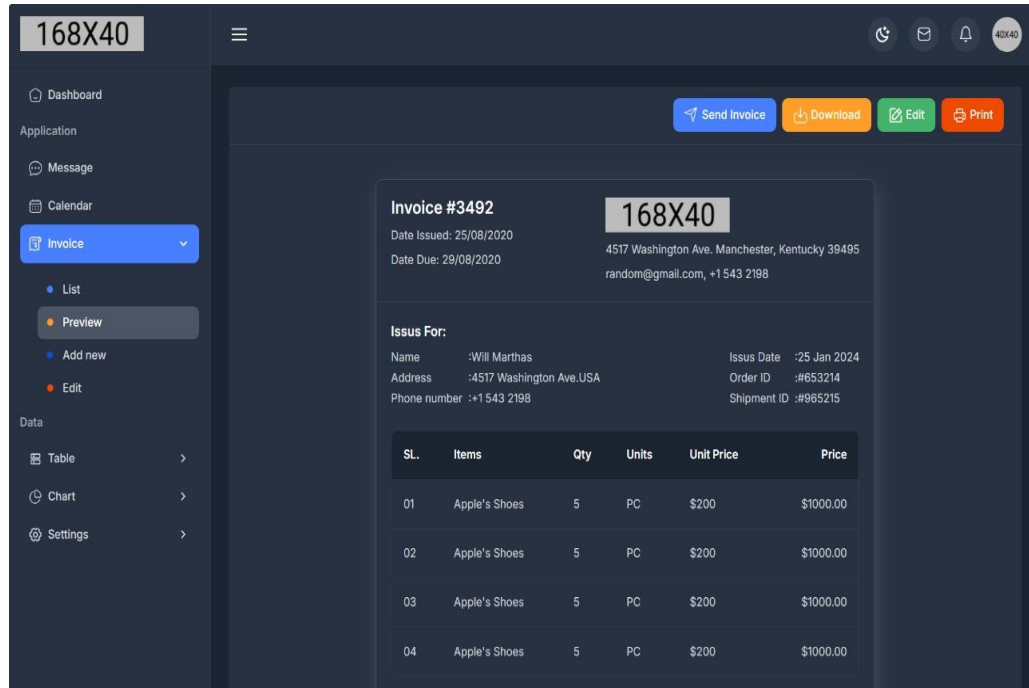 168X40
40X40
Dashboard
Application
Message
Calendar
Invoice
List
Preview
Add new
Edit
Data
Table
Chart
Settings
Send Invoice Download Edit Print
Invoice #3492
Date Issued: 25/08/2020
Date Due: 29/08/2020
168X40
4517 Washington Ave. Manchester, Kentucky 39495
random@gmail.com, +1 543 2198
Issus For:
Name :Will Marthas
Address :4517 Washington Ave.USA
Phone number :+1 543 2198
Issus Date :25 Jan 2024
Order ID :#653214
Shipment ID :#965215
SL. Items Qty Units Unit Price Price
01 Apple's Shoes 5 PC $200 $1000.00
02 Apple's Shoes 5 PC $200 $1000.00
03 Apple's Shoes 5 PC $200 $1000.00
04 Apple's Shoes 5 PC $200 $1000.00